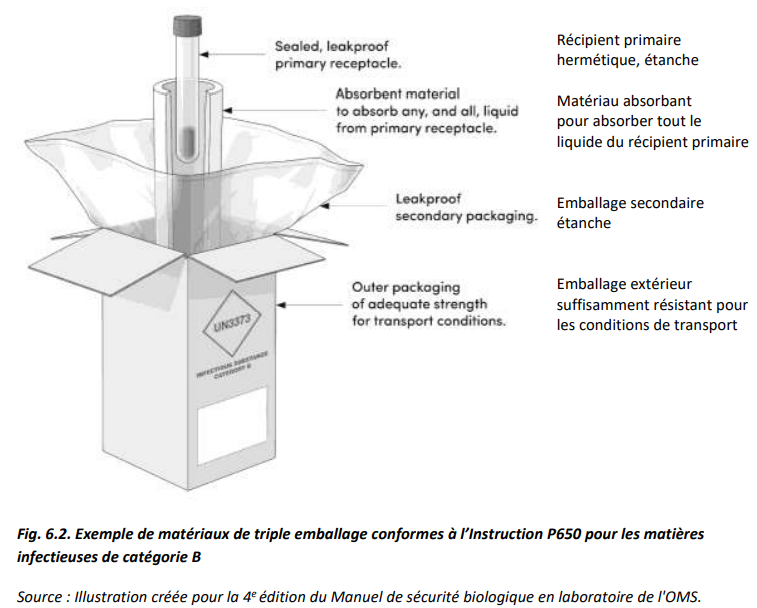 Sealed, leakproof
primary receptacle.
Récipient primaire
hermétique, étanche
Absorbent material
to absorb any, and all, liquid
from primary receptacle.
Matériau absorbant
pour absorber tout le
liquide du récipient primaire
Leakproof
secondary packaging.
Emballage secondaire
étanche
Outer packaging
of adequate strength
for transport conditions.
Emballage extérieur
suffisamment résistant pour
les conditions de transport
UN3373
INFECTIOUS SUBSTANCE
CATEGORY B
Fig. 6.2. Exemple de matériaux de triple emballage conformes à l’Instruction P650 pour les matières
infectieuses de catégorie B
Source : Illustration créée pour la 4e édition du Manuel de sécurité biologique en laboratoire de l'OMS.